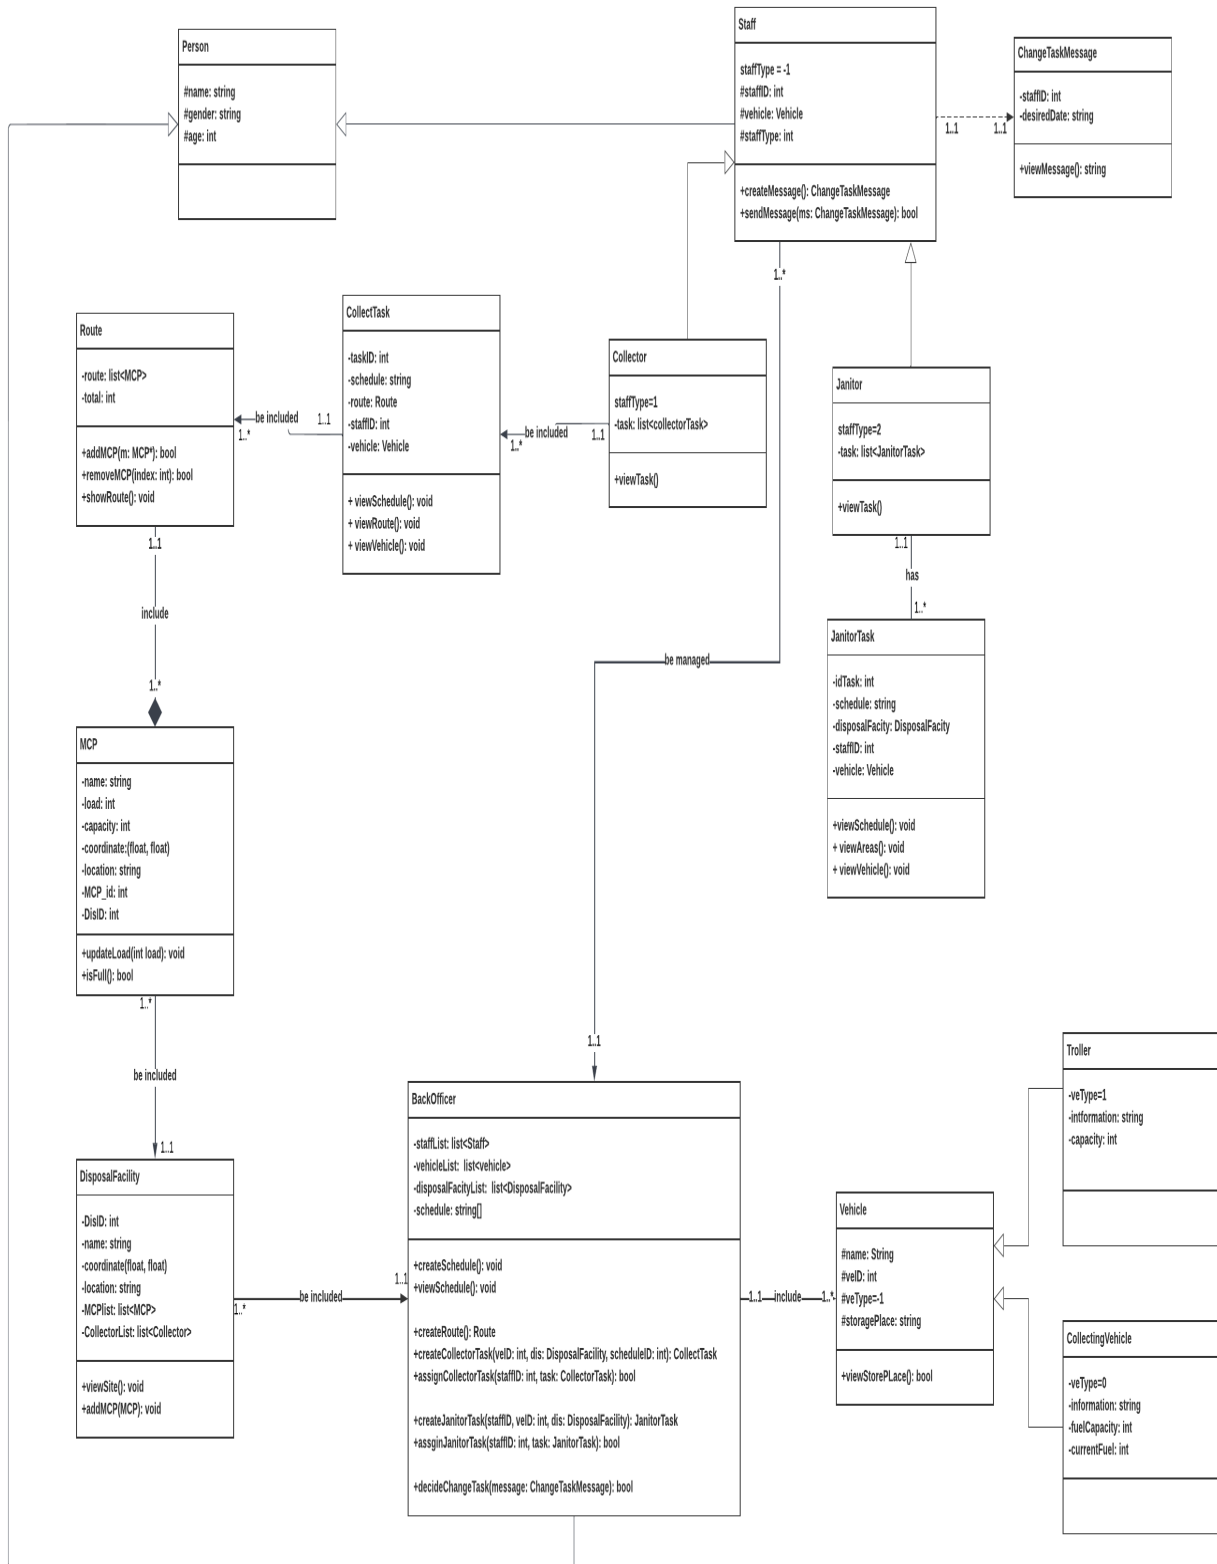 Person
#name: string
#gender: string
#age: int
Staff
staffType = -1
#staffID: int
#vehicle: Vehicle
#staffType: int
+createMessage(): ChangeTaskMessage
+sendMessage(ms: ChangeTaskMessage): bool
1..1
1..1
ChangeTaskMessage
-staffID: int
-desiredDate: string
+viewMessage(): string
1..*
Route
-route: list<MCP>
-total: int
+addMCP(m: MCP*): bool
+removeMCP(index: int): bool
+showRoute(): void
be included
1..1
1..*
CollectTask
-taskID: int
-schedule: string
-route: Route
-staffID: int
-vehicle: Vehicle
+ viewSchedule(): void
+ viewRoute(): void
+ viewVehicle(): void
be included
1..1
1..*
Collector
staffType=1
-task: list<collectorTask>
+viewTask()
Janitor
staffType=2
-task: list<JanitorTask>
+viewTask()
1..1
has
1..*
1..1
include
1..*
be managed
JanitorTask
-idTask: int
-schedule: string
-disposalFacity: DisposalFacity
-staffID: int
-vehicle: Vehicle
+viewSchedule(): void
+ viewAreas(): void
+ viewVehicle(): void
MCP
-name: string
-load: int
-capacity: int
-coordinate:(float, float)
-location: string
-MCP_id: int
-DisID: int
+updateLoad(int load): void
+isFull(): bool
1..*
be included
1..1
1..1
DisposalFacility
-DisID: int
-name: string
-coordinate(float, float)
-location: string
-MCPlist: list<MCP>
-CollectorList: list<Collector>
+viewSite(): void
+addMCP(MCP): void
1..1
be included
1..*
BackOfficer
-staffList: list<Staff>
-vehicleList:  list<vehicle>
-disposalFacityList:  list<DisposalFacility>
-schedule: string[]
+createSchedule(): void
+viewSchedule(): void
+createRoute(): Route
+createCollectorTask(veID: int, dis: DisposalFacility, scheduleID: int): CollectTask
+assignCollectorTask(staffID: int, task: CollectorTask): bool
+createJanitorTask(staffID, veID: int, dis: DisposalFacility): JanitorTask
+assginJanitorTask(staffID: int, task: JanitorTask): bool
+decideChangeTask(message: ChangeTaskMessage): bool
1..1
include
1..*
Vehicle
#name: String
#veID: int
#veType=-1
#storagePlace: string
+viewStorePLace(): bool
Troller
-veType=1
-intformation: string
-capacity: int
CollectingVehicle
-veType=0
-information: string
-fuelCapacity: int
-currentFuel: int